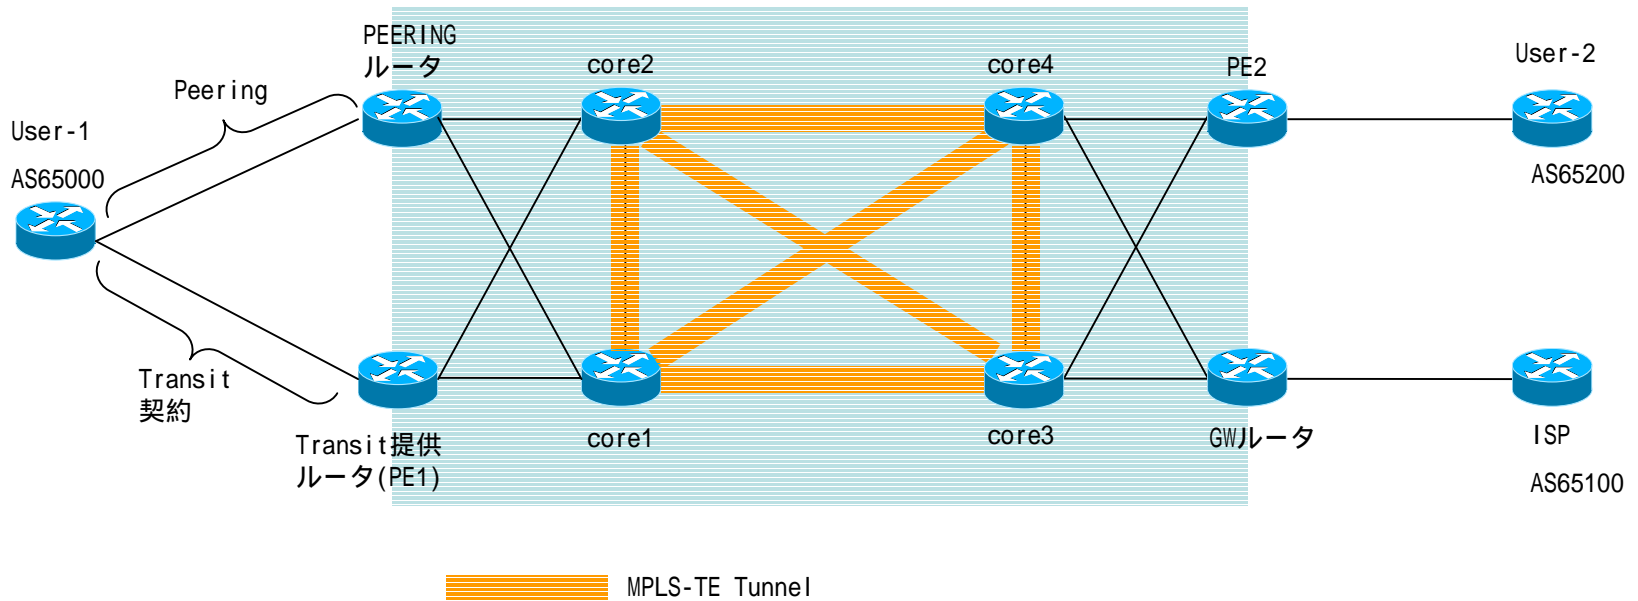 PEERING
ルータ
core2
core4
PE2
User-2
Peering
User-1
AS65000
AS65200
Transit
契約
Transit提供
ルータ(PE1)
core1
core3
GWルータ
ISP
AS65100
MPLS-TE Tunnel